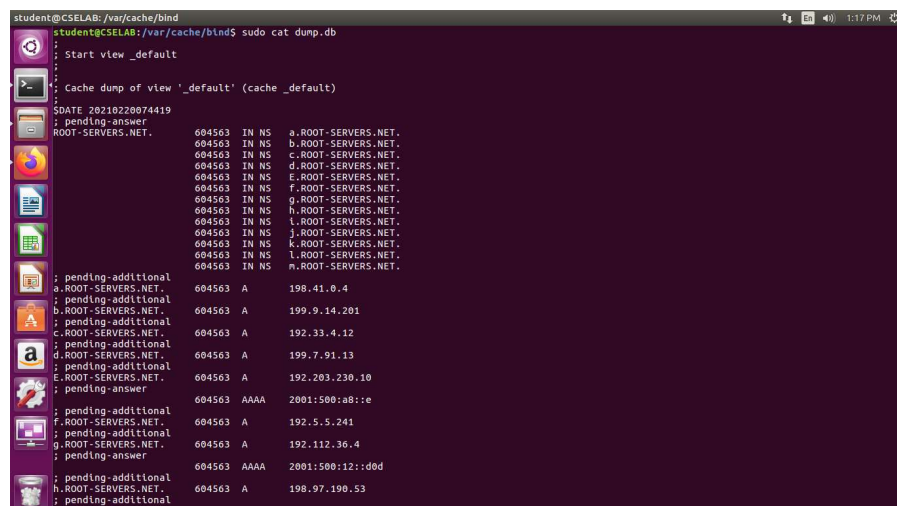 student@CSELAB: /var/cache/bind En 1:17 PM
student@CSELAB:/var/cache/bind$ sudo cat dump.db
;
; Start view _default
;
;
; Cache dump of view '_default' (cache _default)
;
$DATE 20210220074419
; pending-answer
ROOT-SERVERS.NET. 604563 IN NS a.ROOT-SERVERS.NET.
604563 IN NS b.ROOT-SERVERS.NET.
604563 IN NS c.ROOT-SERVERS.NET.
604563 IN NS d.ROOT-SERVERS.NET.
604563 IN NS E.ROOT-SERVERS.NET.
604563 IN NS f.ROOT-SERVERS.NET.
604563 IN NS g.ROOT-SERVERS.NET.
604563 IN NS h.ROOT-SERVERS.NET.
604563 IN NS i.ROOT-SERVERS.NET.
604563 IN NS j.ROOT-SERVERS.NET.
604563 IN NS k.ROOT-SERVERS.NET.
604563 IN NS l.ROOT-SERVERS.NET.
604563 IN NS m.ROOT-SERVERS.NET.
; pending-additional
a.ROOT-SERVERS.NET. 604563 A 198.41.0.4
; pending-additional
b.ROOT-SERVERS.NET. 604563 A 199.9.14.201
; pending-additional
c.ROOT-SERVERS.NET. 604563 A 192.33.4.12
; pending-additional
d.ROOT-SERVERS.NET. 604563 A 199.7.91.13
; pending-additional
E.ROOT-SERVERS.NET. 604563 A 192.203.230.10
; pending-answer
604563 AAAA 2001:500:a8::e
; pending-additional
f.ROOT-SERVERS.NET. 604563 A 192.5.5.241
; pending-additional
g.ROOT-SERVERS.NET. 604563 A 192.112.36.4
; pending-answer
604563 AAAA 2001:500:12::d0d
; pending-additional
h.ROOT-SERVERS.NET. 604563 A 198.97.190.53
; pending-additional